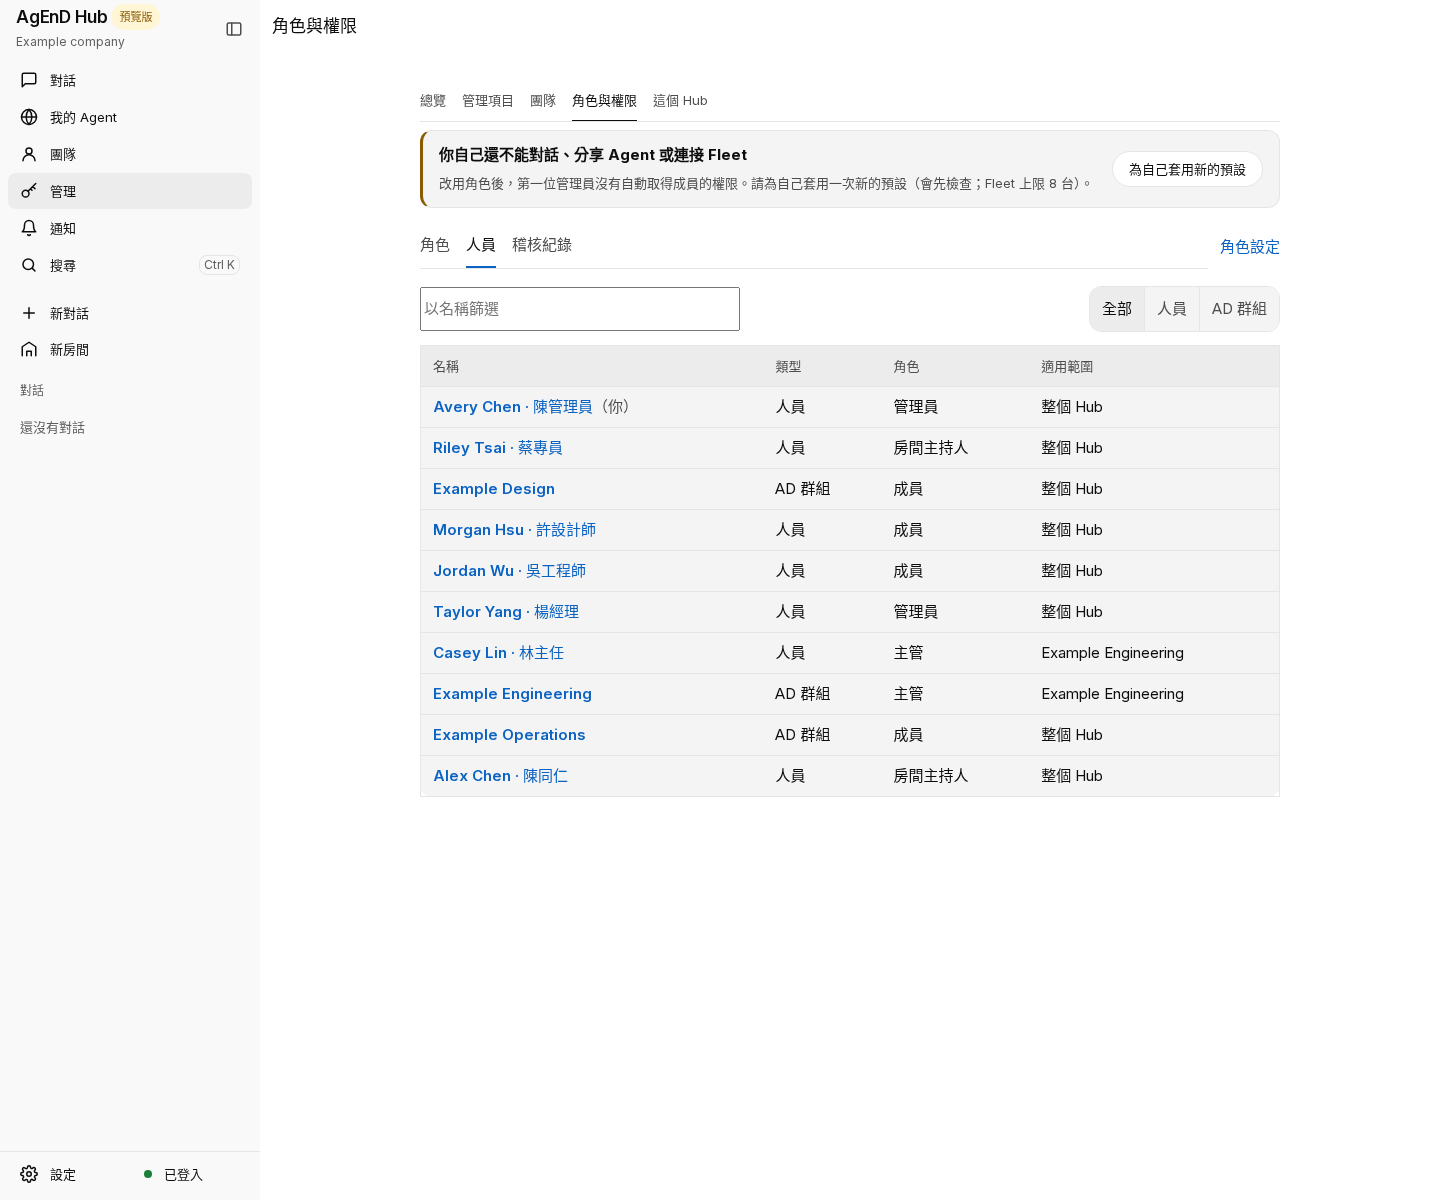 AgEnD Hub 預覽版
Example company
對話
我的 Agent
團隊
管理
通知
搜尋 Ctrl K
新對話
新房間
對話
還沒有對話
設定 已登入
角色與權限
總覽 管理項目 團隊 角色與權限 這個 Hub
你自己還不能對話、分享 Agent 或連接 Fleet
改用角色後，第一位管理員沒有自動取得成員的權限。請為自己套用一次新的預設（會先檢查；Fleet 上限 8 台）。
為自己套用新的預設
角色 人員 稽核紀錄 角色設定
以名稱篩選 全部 人員 AD 群組
名稱 類型 角色 適用範圍
Avery Chen · 陳管理員（你） 人員 管理員 整個 Hub
Riley Tsai · 蔡專員 人員 房間主持人 整個 Hub
Example Design AD 群組 成員 整個 Hub
Morgan Hsu · 許設計師 人員 成員 整個 Hub
Jordan Wu · 吳工程師 人員 成員 整個 Hub
Taylor Yang · 楊經理 人員 管理員 整個 Hub
Casey Lin · 林主任 人員 主管 Example Engineering
Example Engineering AD 群組 主管 Example Engineering
Example Operations AD 群組 成員 整個 Hub
Alex Chen · 陳同仁 人員 房間主持人 整個 Hub